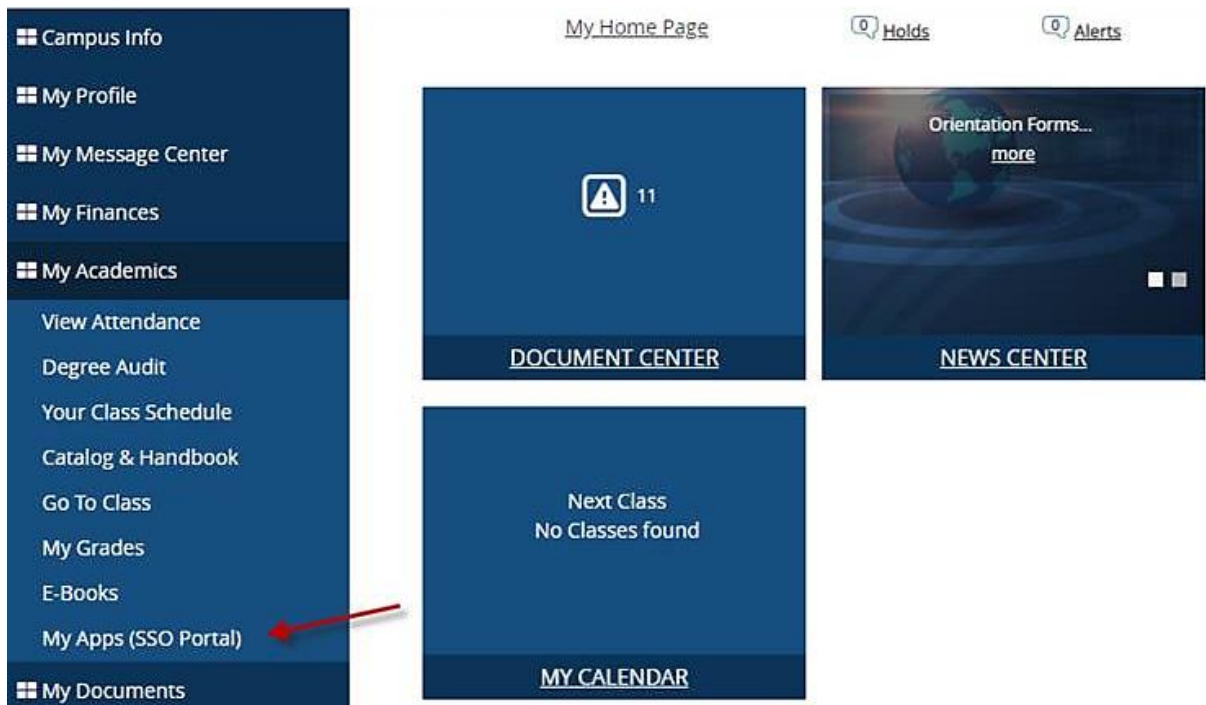 Campus Info
My Profile
My Message Center
My Finances
My Academics
View Attendance
Degree Audit
Your Class Schedule
Catalog & Handbook
Go To Class
My Grades
E-Books
My Apps (SSO Portal)
My Documents
My Home Page
0 Holds
0 Alerts
11
DOCUMENT CENTER
Orientation Forms...
more
NEWS CENTER
Next Class
No Classes found
MY CALENDAR